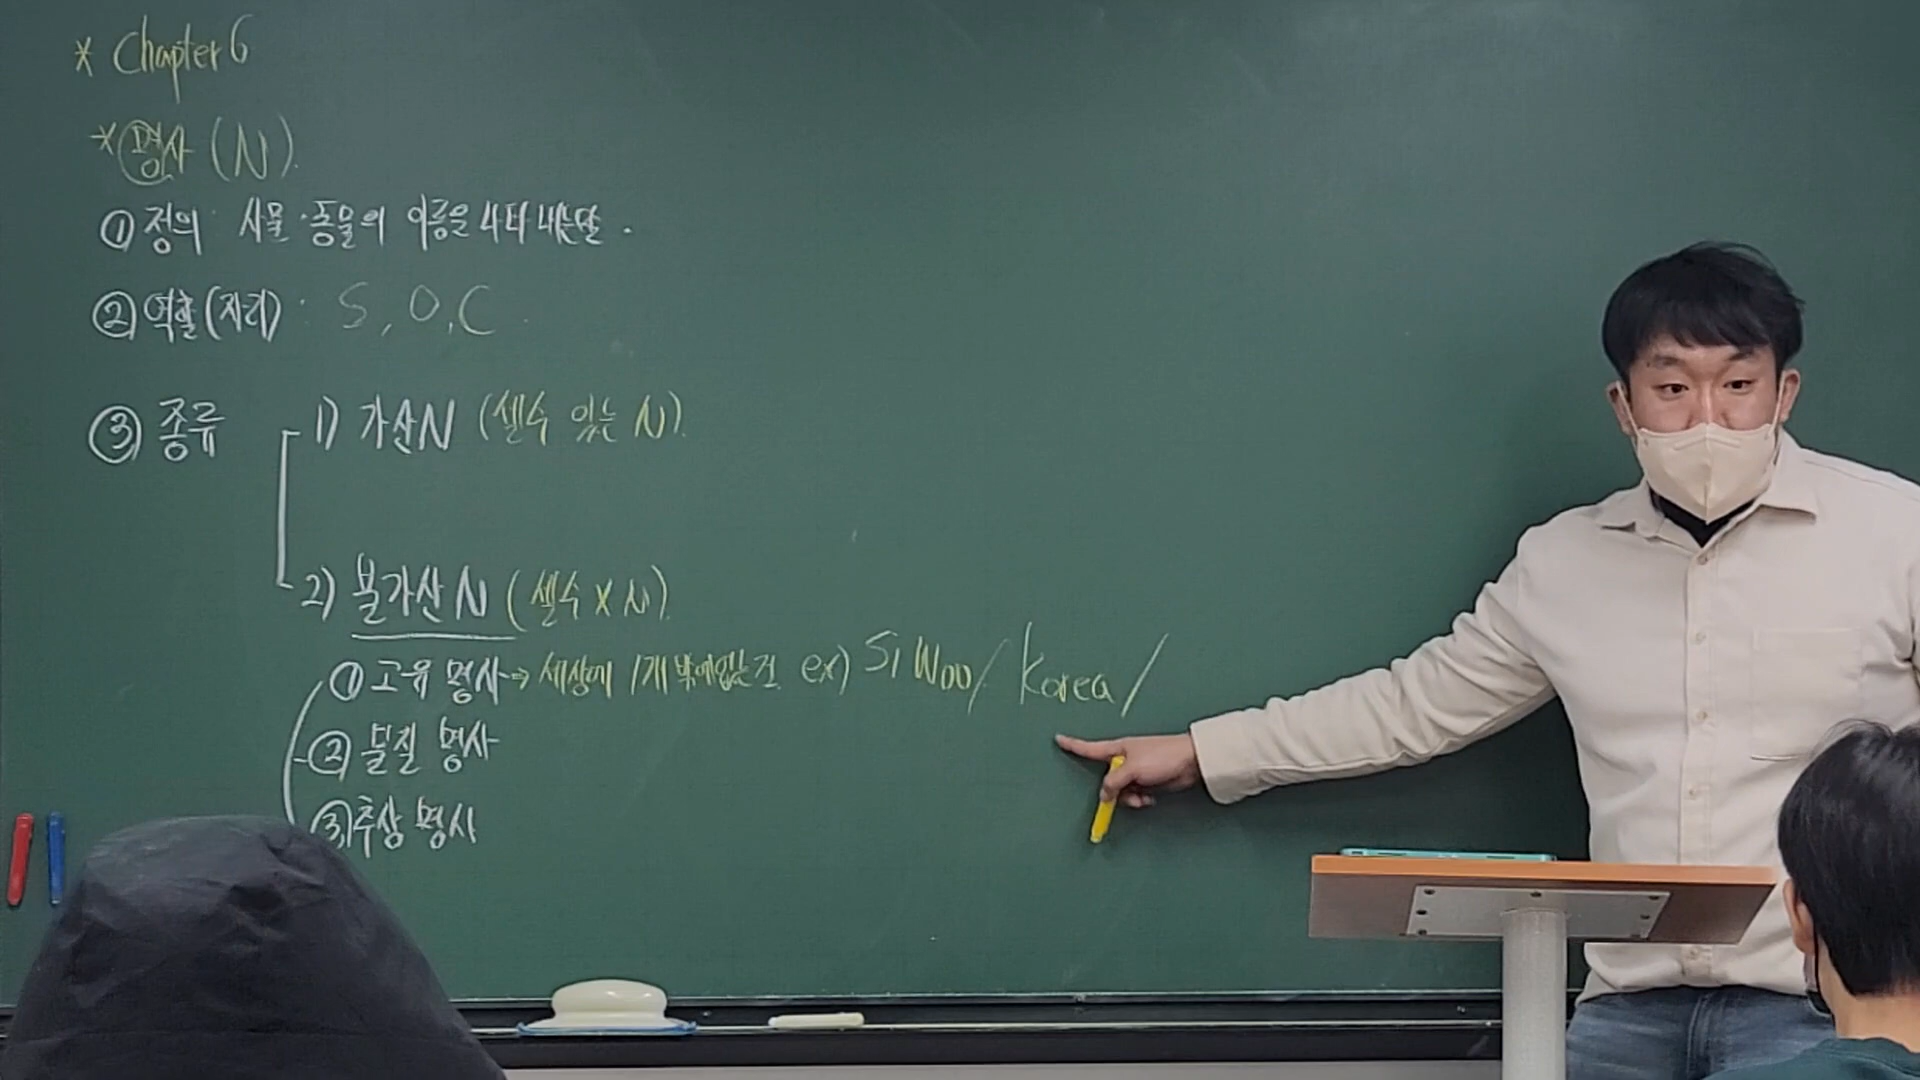 * Chapter 6
* 명사 (N).
① 정의 : 사물·동물의 이름을 나타내는 말.
② 역할(자리) : S, O, C.
③ 종류
1) 가산N (셀수 있는 N).
2) 불가산 N (셀수 X N).
① 고유 명사 → 세상에 1개 밖에 없는 것. ex) Si Woo / Korea /
② 물질 명사
③ 추상 명사